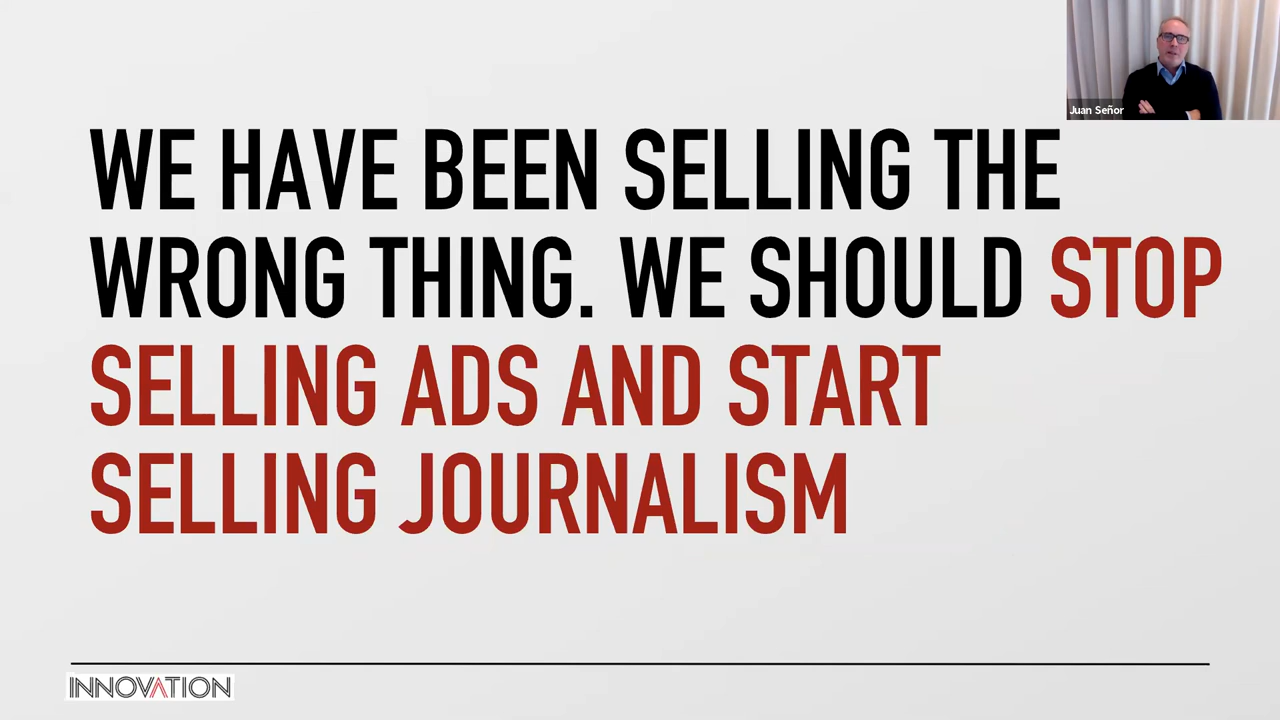 Juan Señor
WE HAVE BEEN SELLING THE
WRONG THING. WE SHOULD STOP
SELLING ADS AND START
SELLING JOURNALISM
INNOVATION